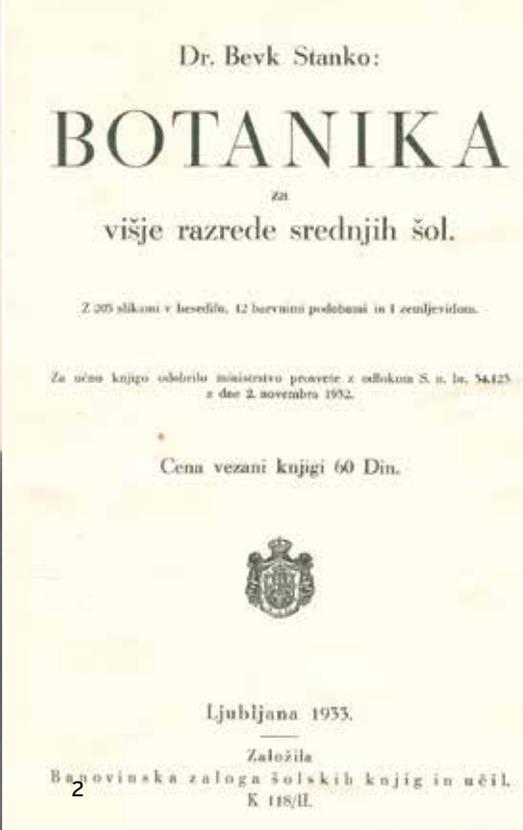 Dr. Bevk Stanko:
BOTANIKA
za
višje razrede srednjih šol.
Z 205 slikami v besedilu, 12 barvnimi podobami in 1 zemljevidom.
Za učno knjigo odobrilo ministrstvo prosvete z odlokom S. n. br. 34.123
z dne 2. novembra 1932.
Cena vezani knjigi 60 Din.
Ljubljana 1933.
Založila
Banovinska zaloga šolskih knjig in učil.
2
K 118/II.